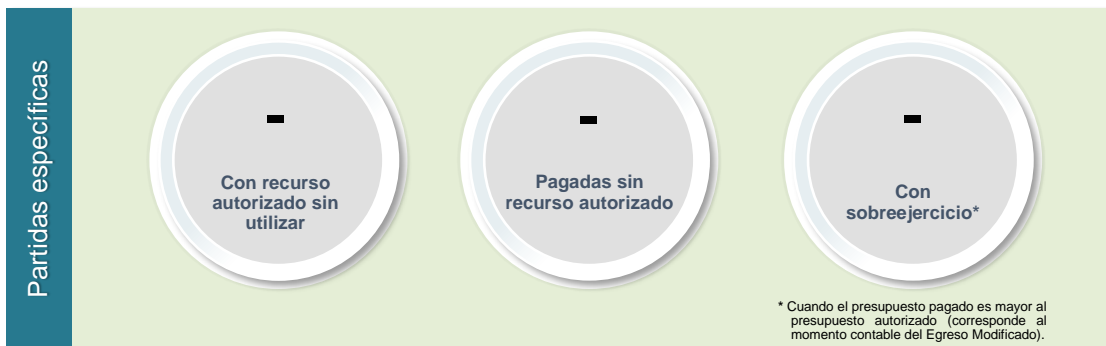 Partidas específicas
-
Con recurso
autorizado sin
utilizar
-
Pagadas sin
recurso autorizado
-
Con
sobreejercicio*
* Cuando el presupuesto pagado es mayor al
presupuesto autorizado (corresponde al
momento contable del Egreso Modificado).